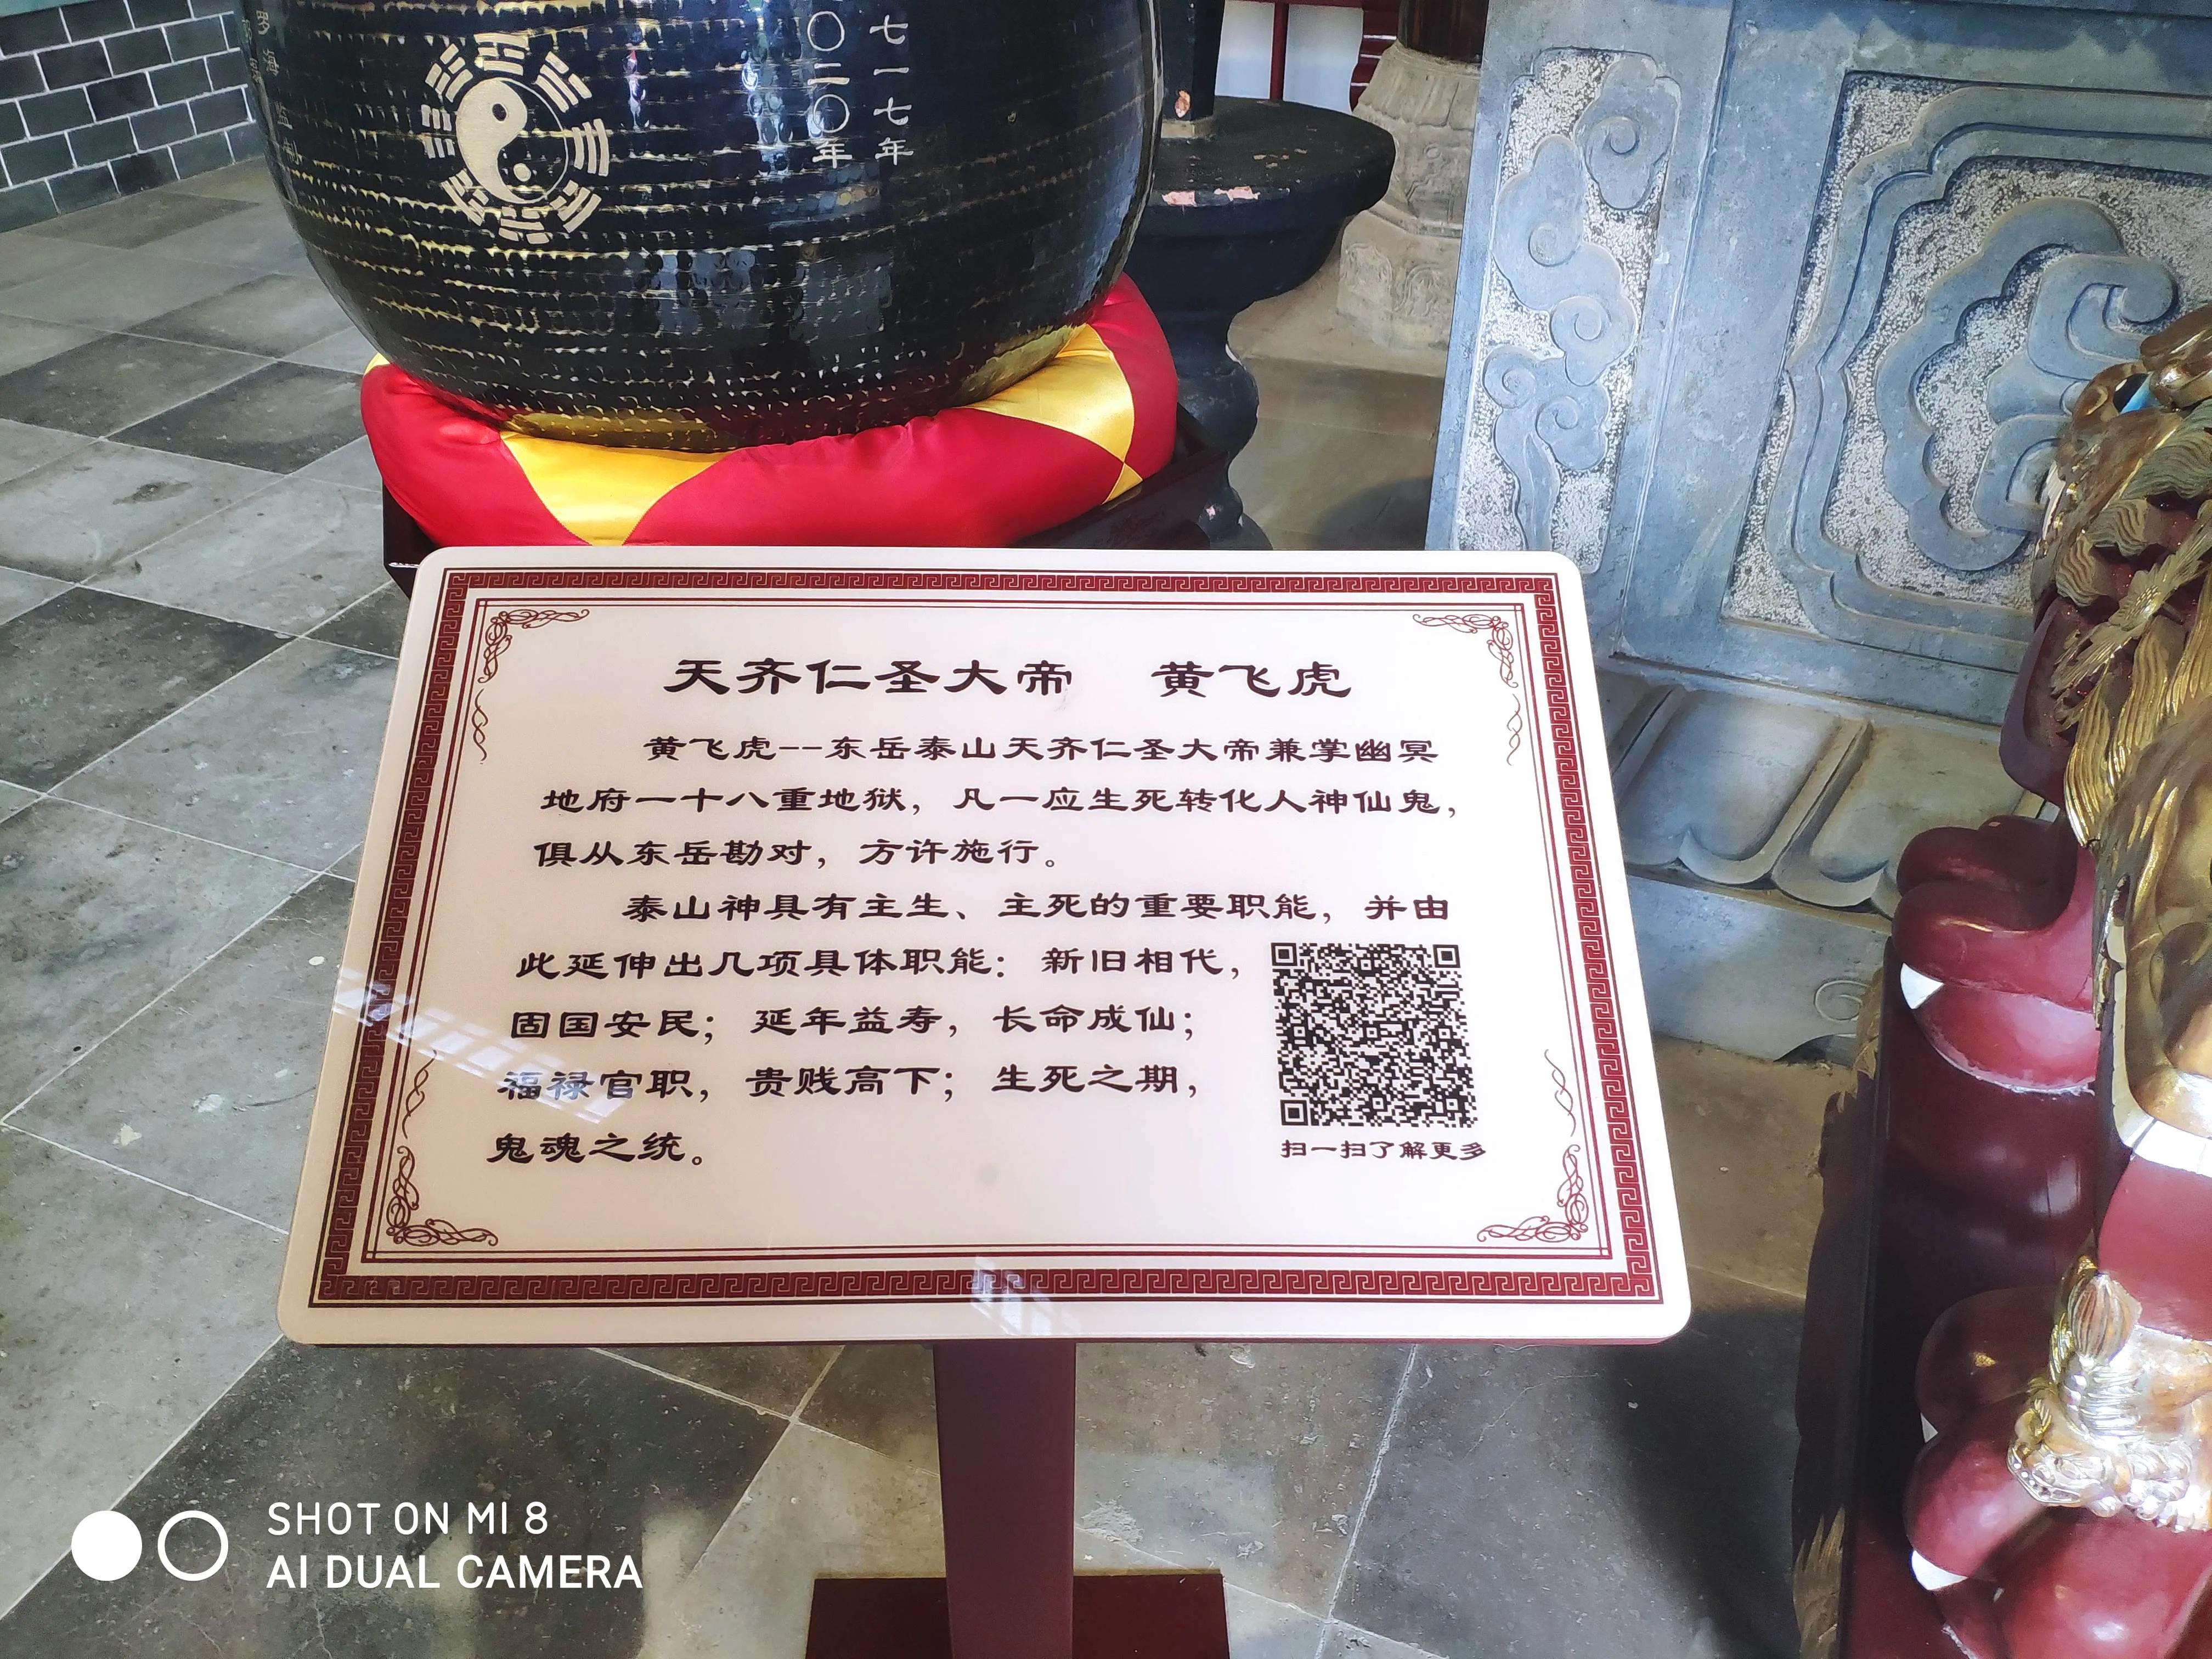 七一七年
〇二〇年
罗海监制
天齐仁圣大帝 黄飞虎
黄飞虎--东岳泰山天齐仁圣大帝兼掌幽冥
地府一十八重地狱，凡一应生死转化人神仙鬼，
俱从东岳勘对，方许施行。
泰山神具有主生、主死的重要职能，并由
此延伸出几项具体职能：新旧相代，
固国安民；延年益寿，长命成仙；
福禄官职，贵贱高下；生死之期，
鬼魂之统。
扫一扫了解更多
SHOT ON MI 8
AI DUAL CAMERA